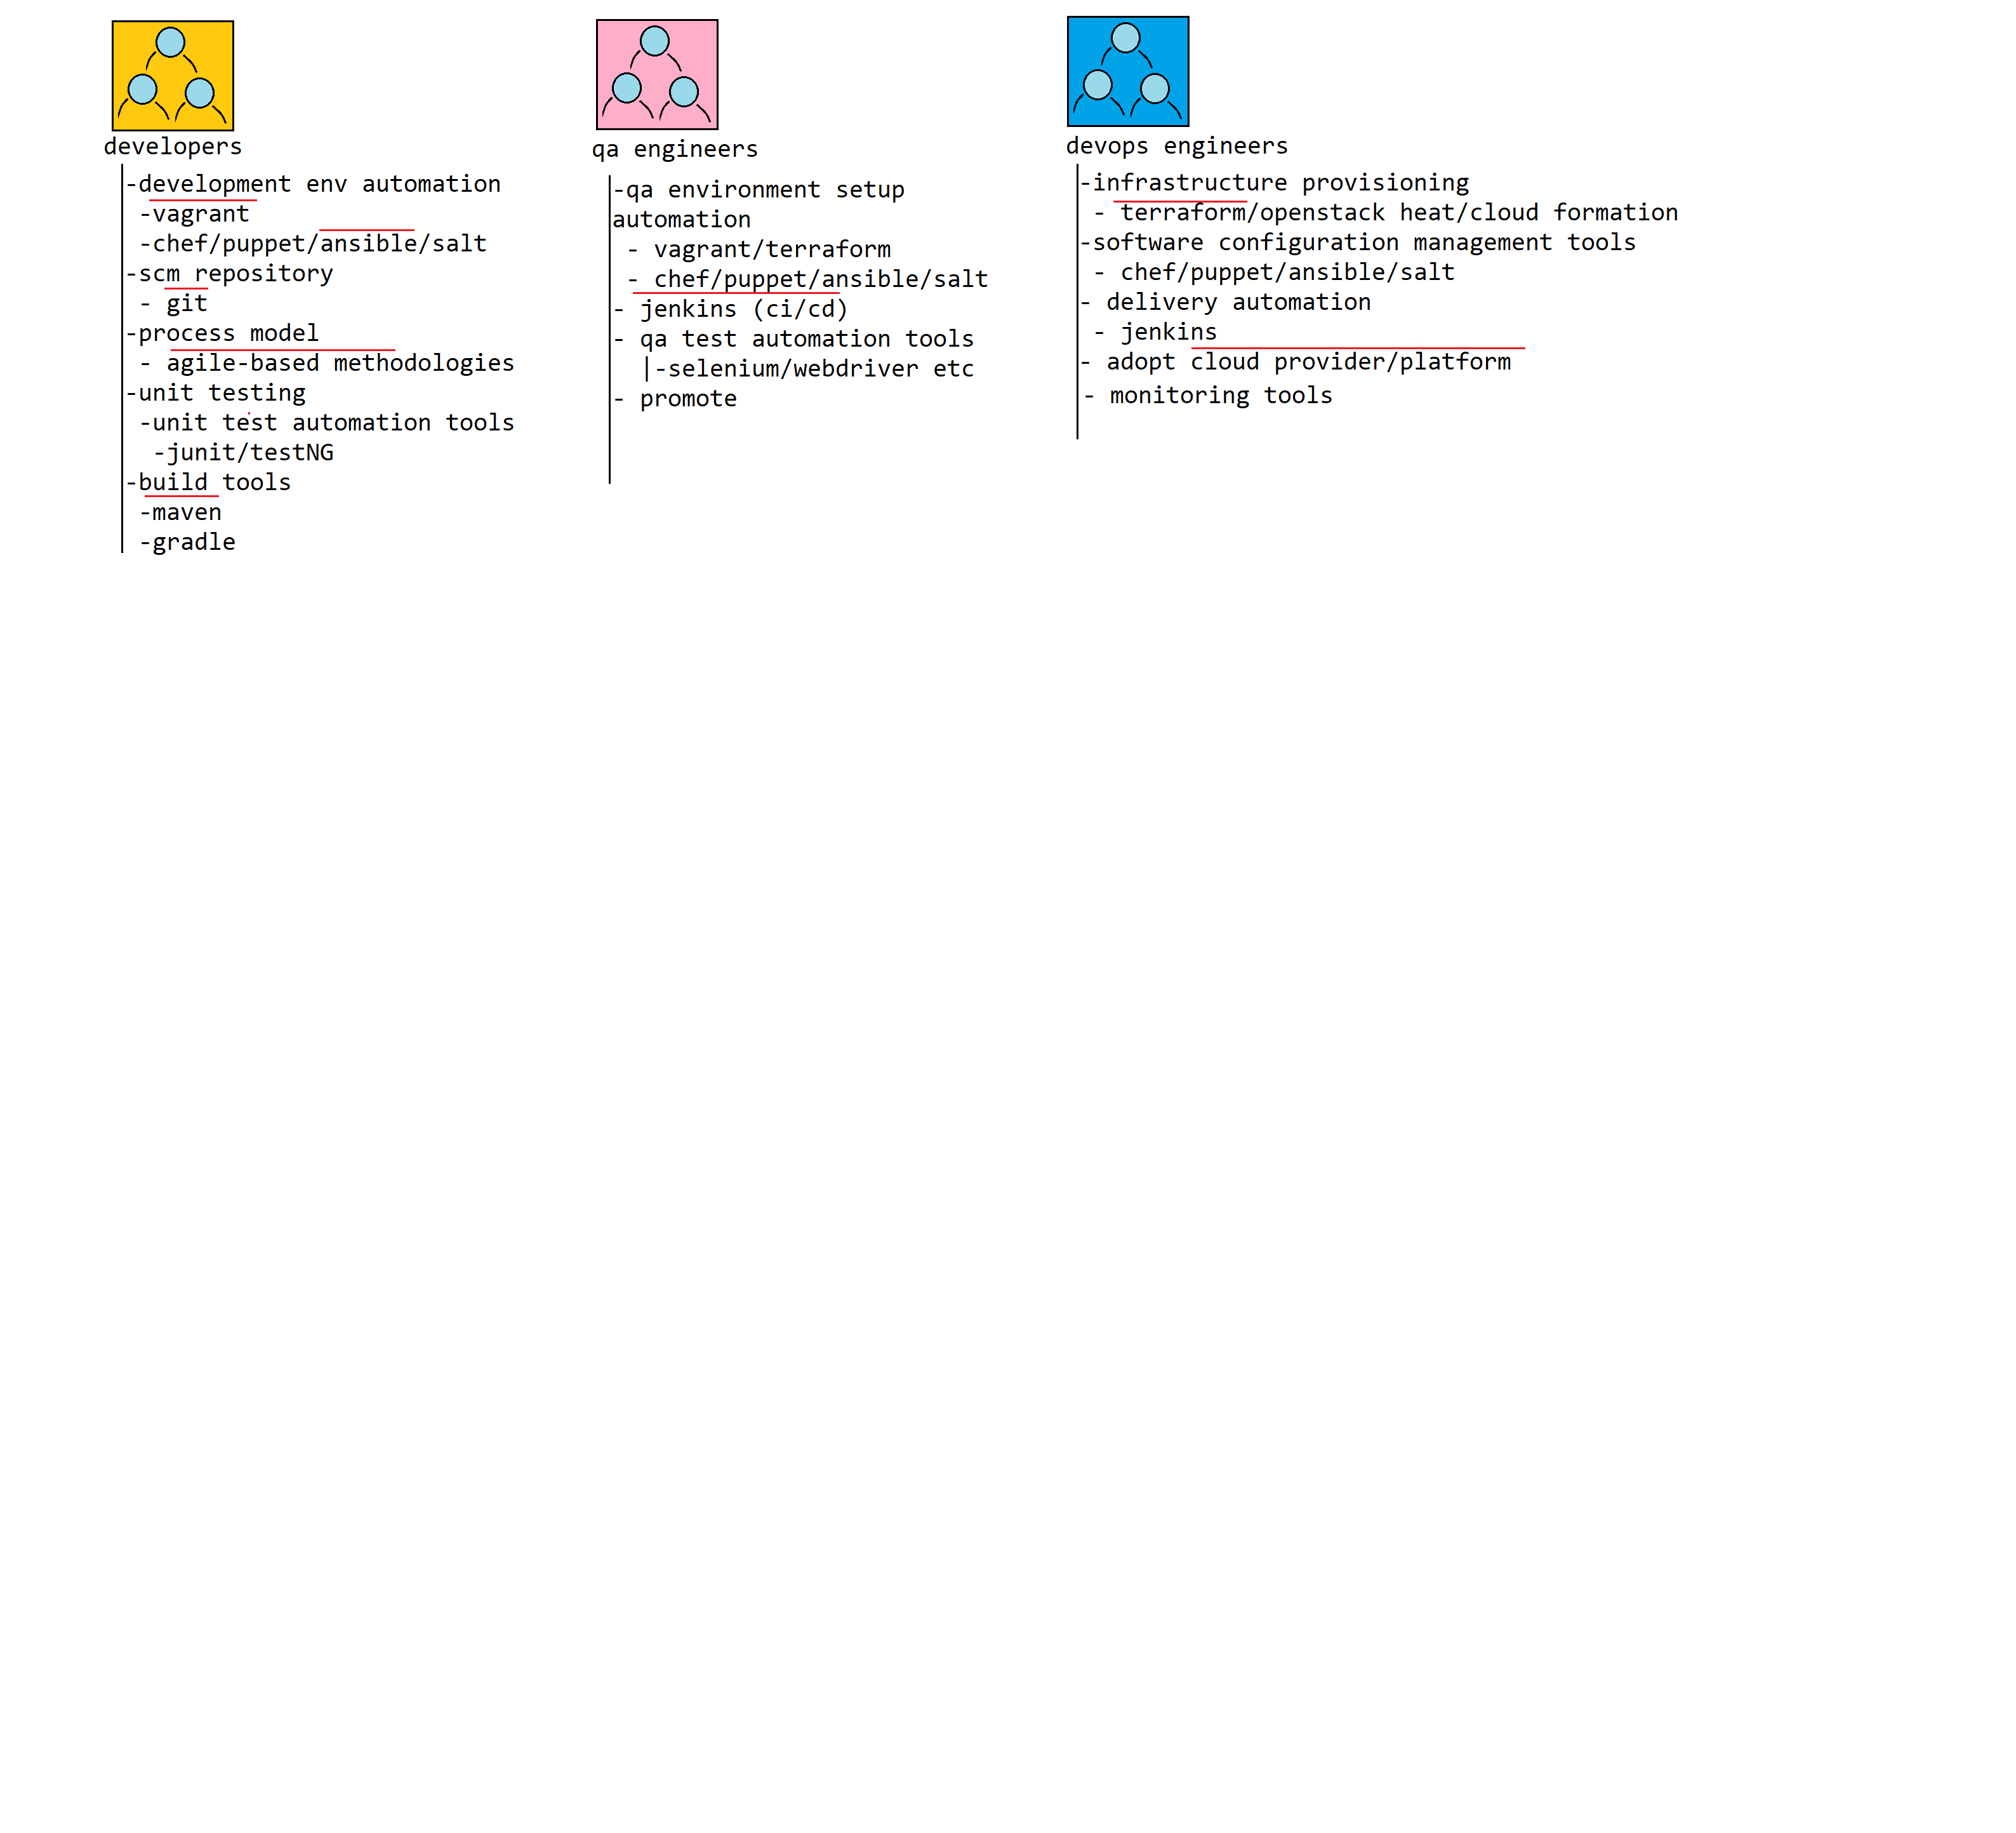 developers
-development env automation
-vagrant
-chef/puppet/ansible/salt
-scm repository
- git
-process model
- agile-based methodologies
-unit testing
-unit test automation tools
-junit/testNG
-build tools
-maven
-gradle
qa engineers
-qa environment setup
automation
- vagrant/terraform
- chef/puppet/ansible/salt
- jenkins (ci/cd)
- qa test automation tools
|-selenium/webdriver etc
- promote
devops engineers
-infrastructure provisioning
- terraform/openstack heat/cloud formation
-software configuration management tools
- chef/puppet/ansible/salt
- delivery automation
- jenkins
- adopt cloud provider/platform
- monitoring tools